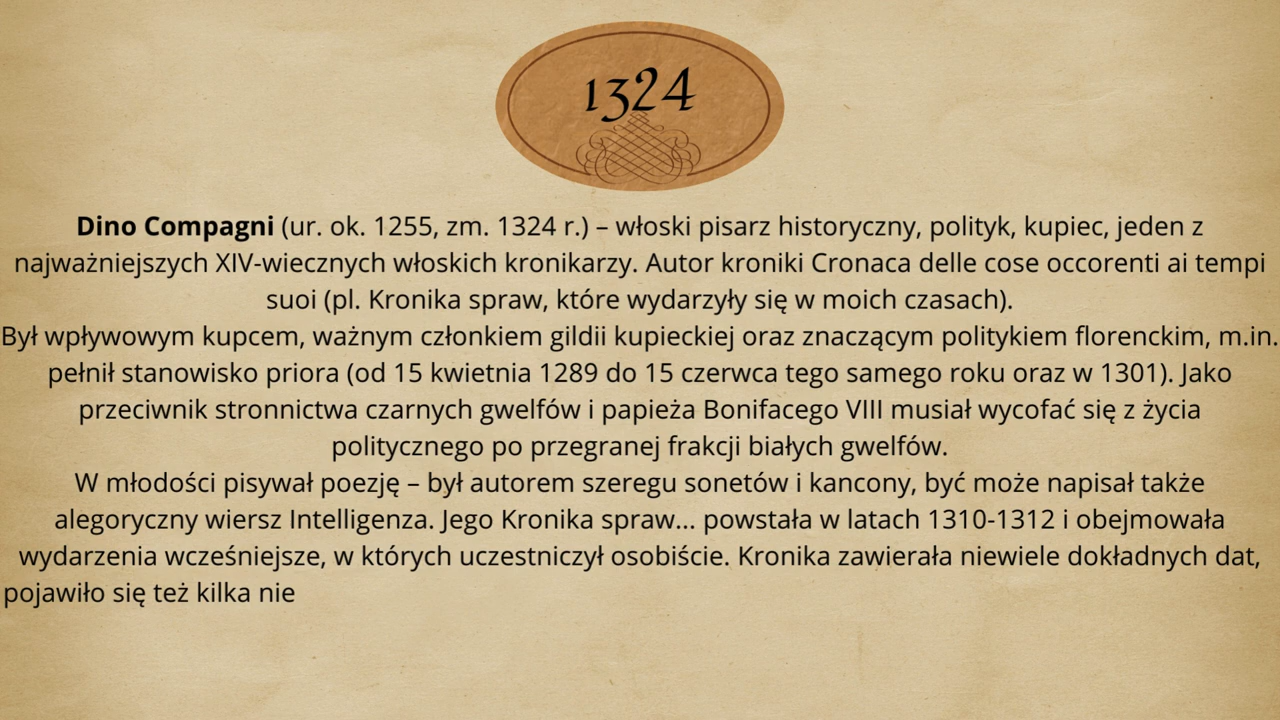 1324
Dino Compagni (ur. ok. 1255, zm. 1324 r.) – włoski pisarz historyczny, polityk, kupiec, jeden z
najważniejszych XIV-wiecznych włoskich kronikarzy. Autor kroniki Cronaca delle cose occorenti ai tempi
suoi (pl. Kronika spraw, które wydarzyły się w moich czasach).
Był wpływowym kupcem, ważnym członkiem gildii kupieckiej oraz znaczącym politykiem florenckim, m.in.
pełnił stanowisko priora (od 15 kwietnia 1289 do 15 czerwca tego samego roku oraz w 1301). Jako
przeciwnik stronnictwa czarnych gwelfów i papieża Bonifacego VIII musiał wycofać się z życia
politycznego po przegranej frakcji białych gwelfów.
W młodości pisywał poezję – był autorem szeregu sonetów i kancony, być może napisał także
alegoryczny wiersz Intelligenza. Jego Kronika spraw... powstała w latach 1310-1312 i obejmowała
wydarzenia wcześniejsze, w których uczestniczył osobiście. Kronika zawierała niewiele dokładnych dat,
pojawiło się też kilka nie